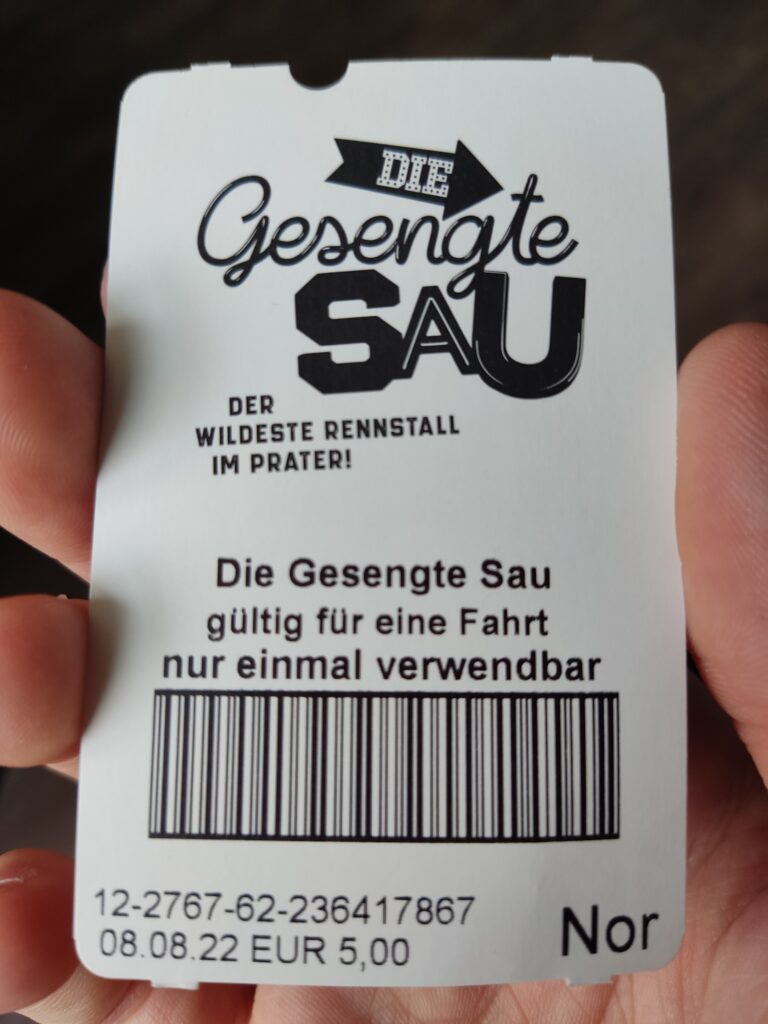 DIE
Gesengte
SAU
DER
WILDESTE RENNSTALL
IM PRATER!
Die Gesengte Sau
gültig für eine Fahrt
nur einmal verwendbar
12-2767-62-236417867
08.08.22 EUR 5,00
Nor